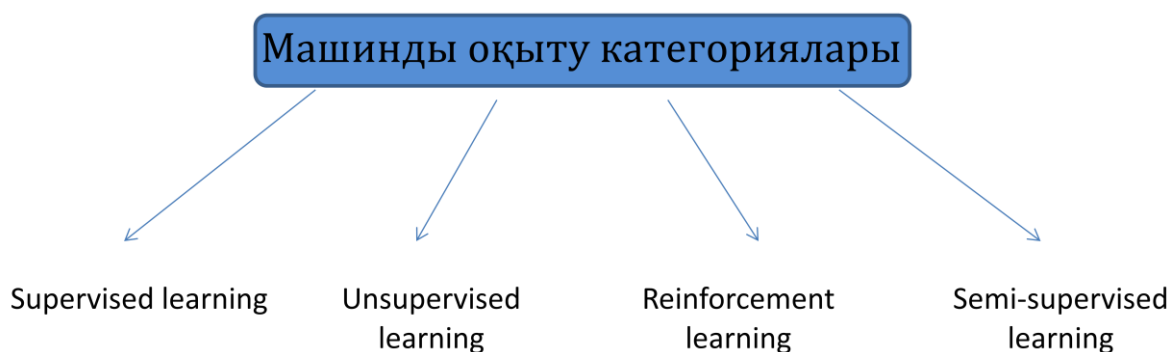 Машинды оқыту категориялары
Supervised learning
Unsupervised
learning
Reinforcement
learning
Semi-supervised
learning